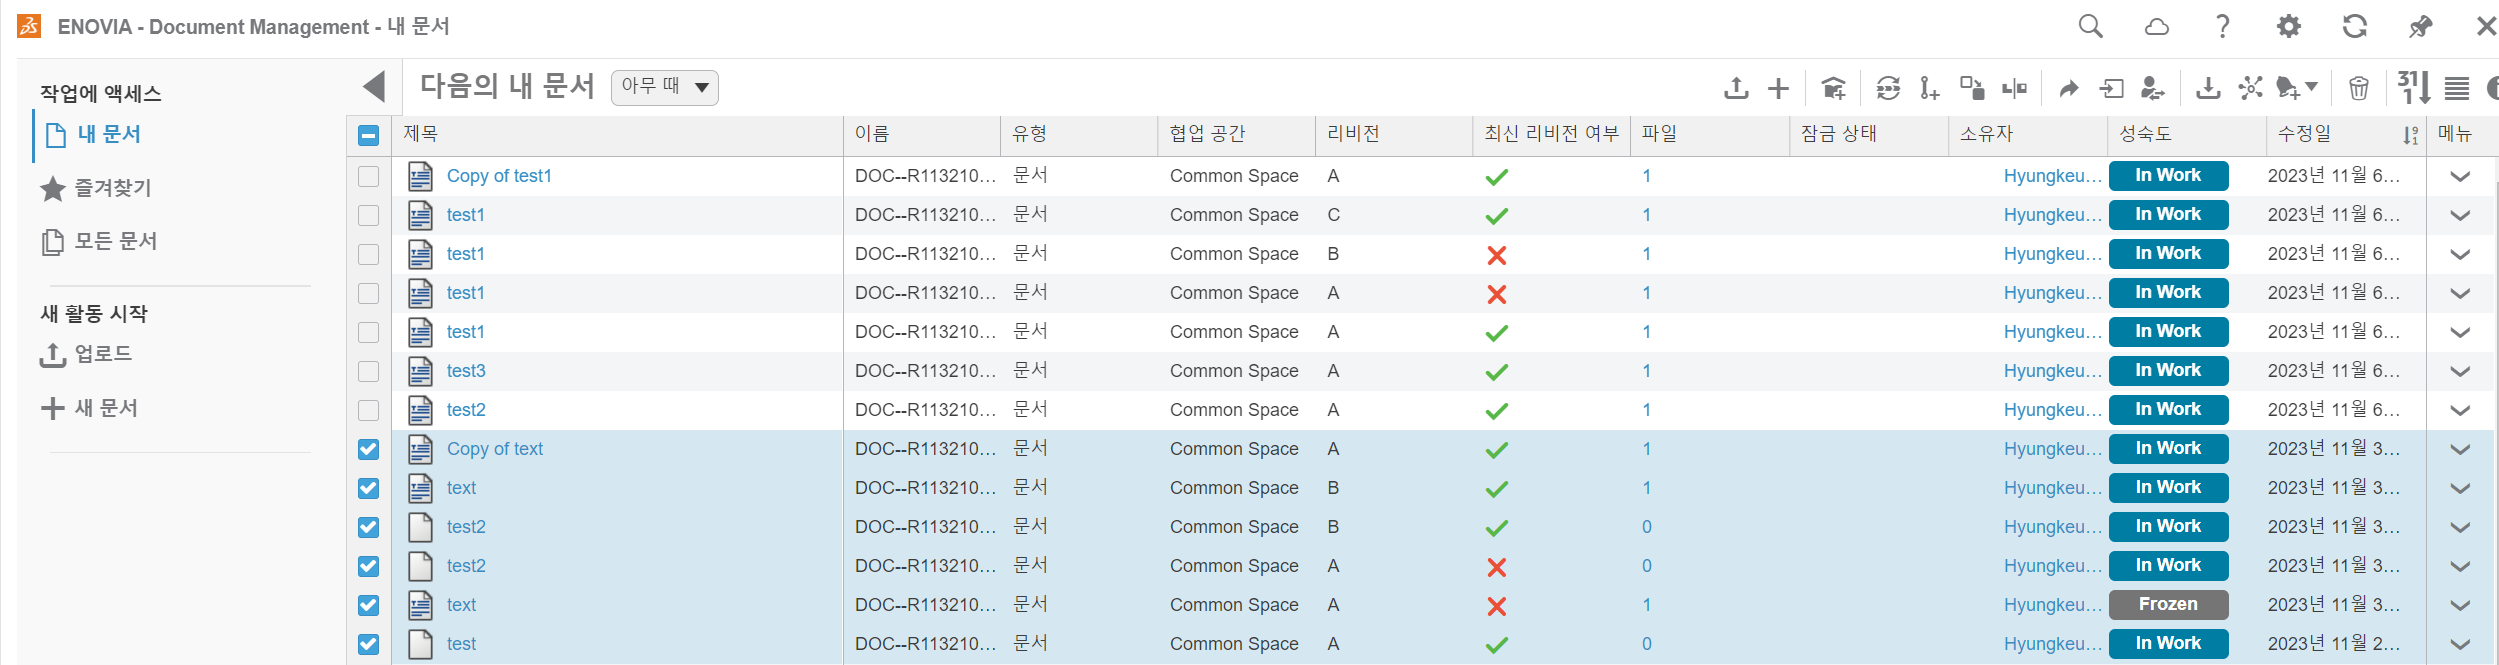 ENOVIA - Document Management - 내 문서
작업에 액세스
내 문서
즐겨찾기
모든 문서
새 활동 시작
업로드
새 문서
다음의 내 문서 아무 때
제목 이름 유형 협업 공간 리비전 최신 리비전 여부 파일 잠금 상태 소유자 성숙도 수정일 메뉴
Copy of test1 DOC--R113210... 문서 Common Space A 1 Hyungkeu... In Work 2023년 11월 6...
test1 DOC--R113210... 문서 Common Space C 1 Hyungkeu... In Work 2023년 11월 6...
test1 DOC--R113210... 문서 Common Space B 1 Hyungkeu... In Work 2023년 11월 6...
test1 DOC--R113210... 문서 Common Space A 1 Hyungkeu... In Work 2023년 11월 6...
test1 DOC--R113210... 문서 Common Space A 1 Hyungkeu... In Work 2023년 11월 6...
test3 DOC--R113210... 문서 Common Space A 1 Hyungkeu... In Work 2023년 11월 6...
test2 DOC--R113210... 문서 Common Space A 1 Hyungkeu... In Work 2023년 11월 6...
Copy of text DOC--R113210... 문서 Common Space A 1 Hyungkeu... In Work 2023년 11월 3...
text DOC--R113210... 문서 Common Space B 1 Hyungkeu... In Work 2023년 11월 3...
test2 DOC--R113210... 문서 Common Space B 0 Hyungkeu... In Work 2023년 11월 3...
test2 DOC--R113210... 문서 Common Space A 0 Hyungkeu... In Work 2023년 11월 3...
text DOC--R113210... 문서 Common Space A 1 Hyungkeu... Frozen 2023년 11월 3...
test DOC--R113210... 문서 Common Space A 0 Hyungkeu... In Work 2023년 11월 2...